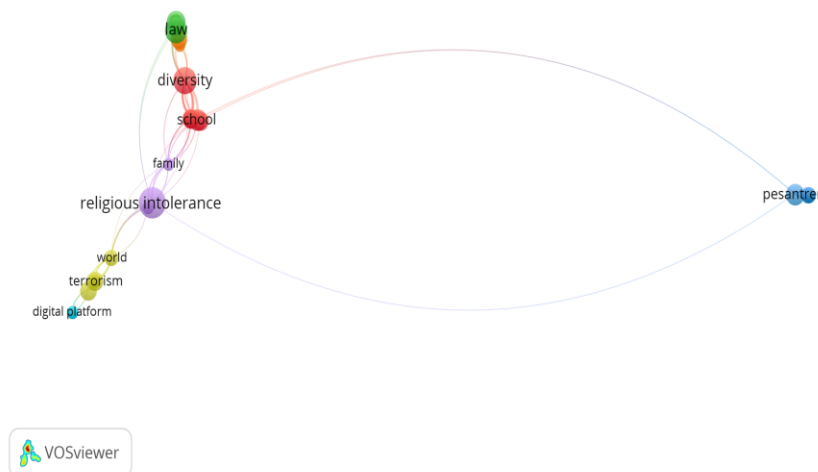 law
diversity
school
family
religious intolerance
pesantre
world
terrorism
digital platform
VOSviewer